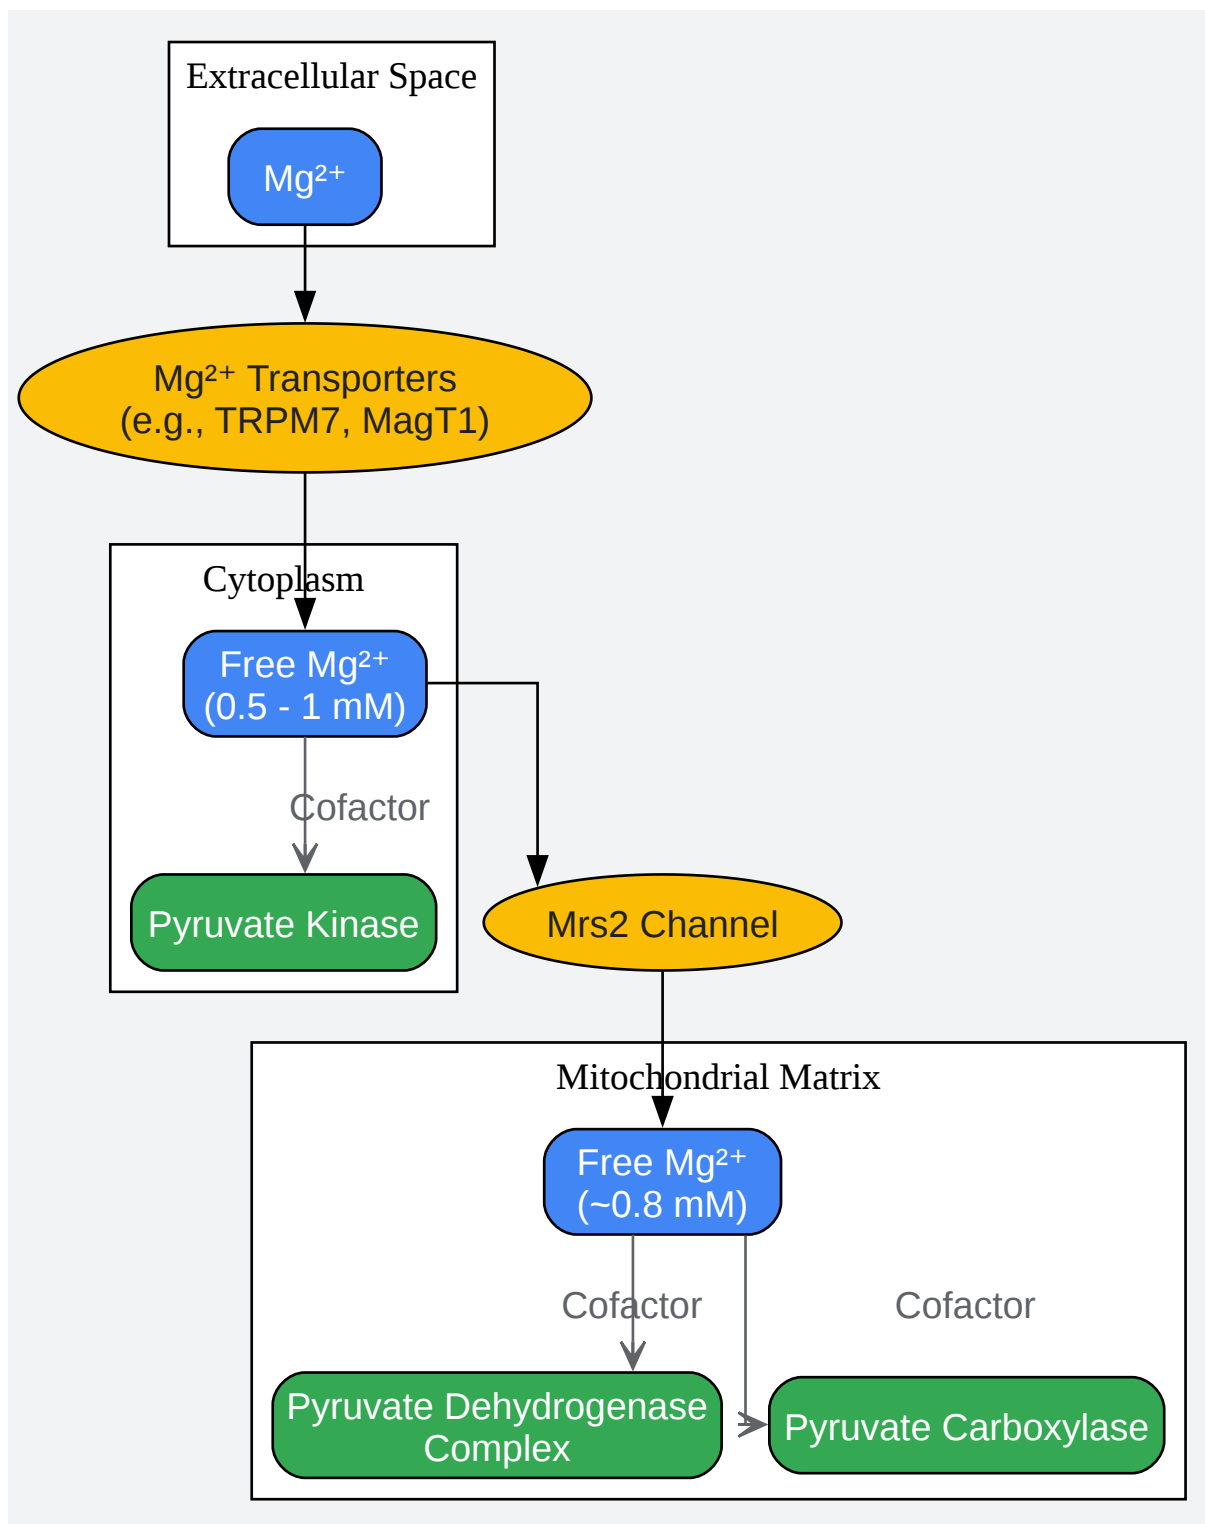 Extracellular Space
Mg²⁺
Mg²⁺ Transporters
(e.g., TRPM7, MagT1)
Cytoplasm
Free Mg²⁺
(0.5 - 1 mM)
Cofactor
Pyruvate Kinase
Mrs2 Channel
Mitochondrial Matrix
Free Mg²⁺
(~0.8 mM)
Cofactor
Cofactor
Pyruvate Dehydrogenase
Complex
Pyruvate Carboxylase